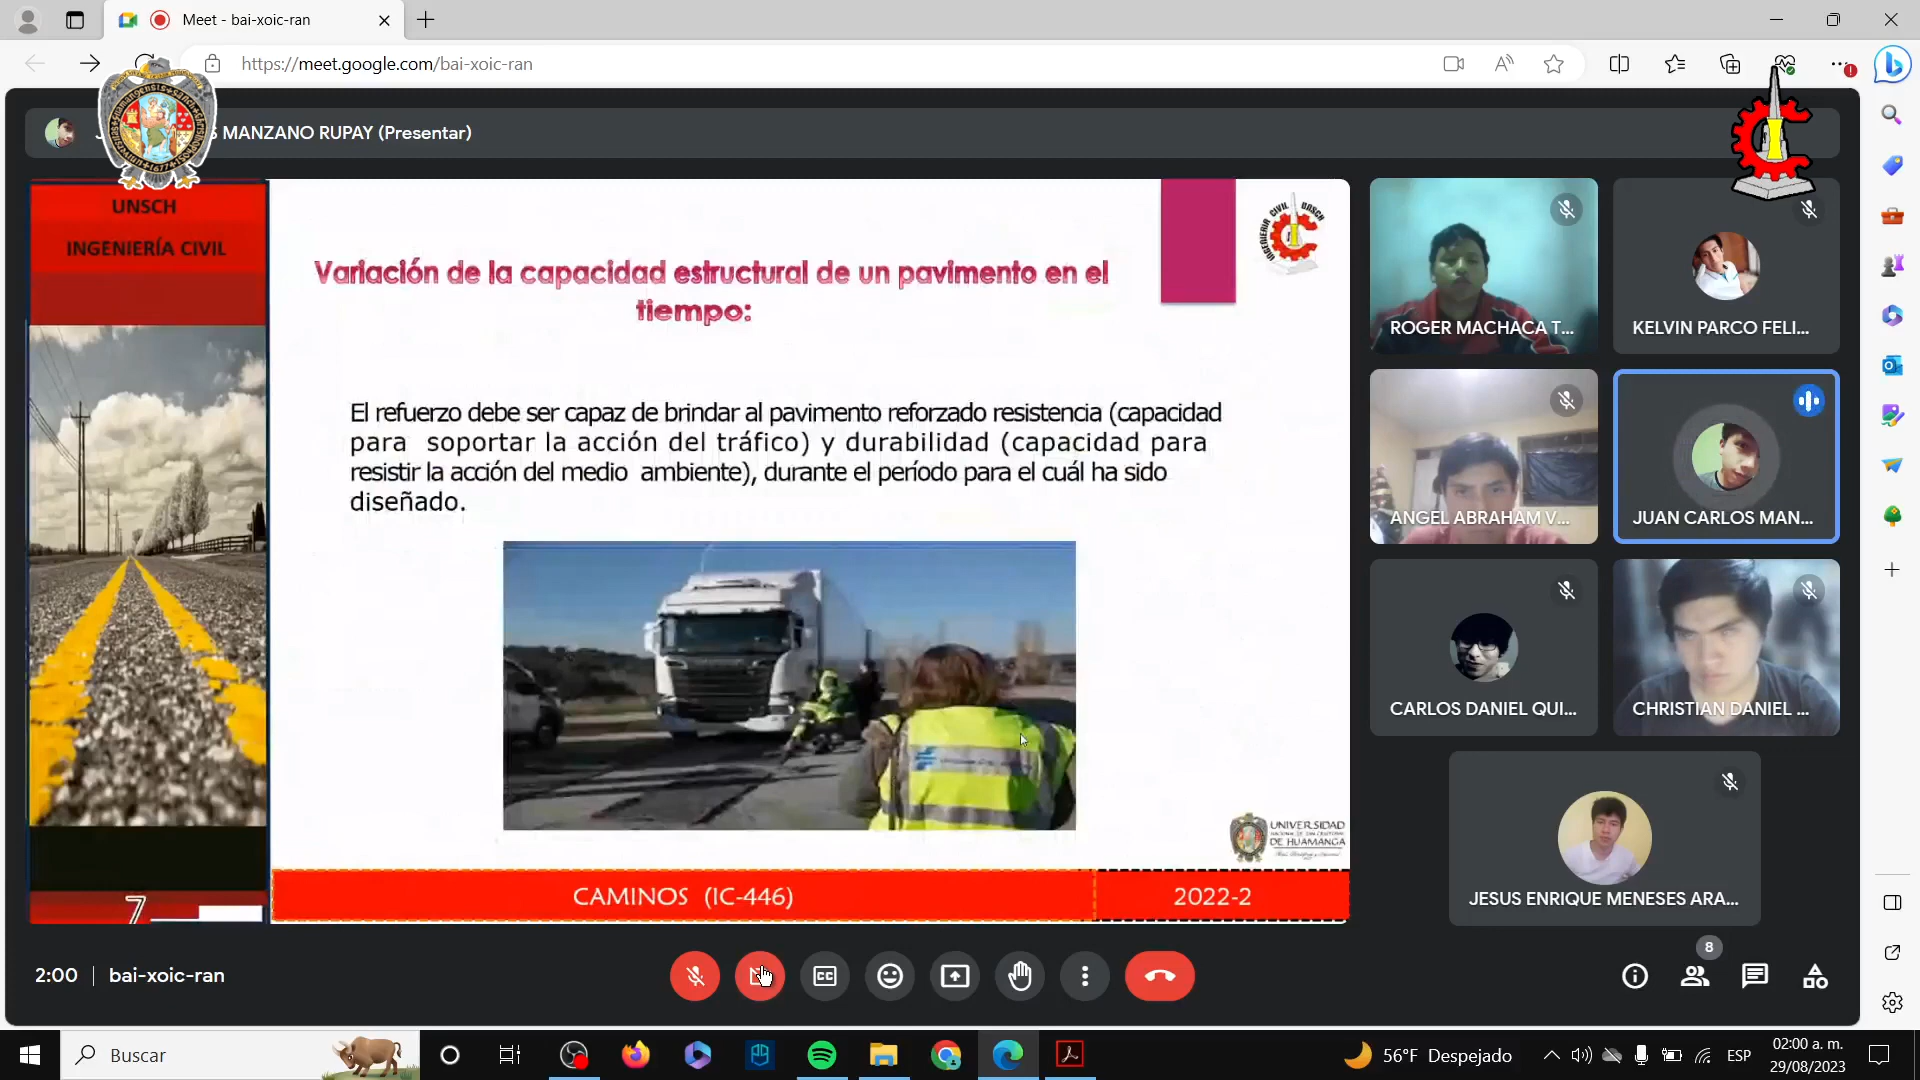 Meet - bai-xoic-ran
https://meet.google.com/bai-xoic-ran
MANZANO RUPAY (Presentar)
UNSCH
INGENIERÍA CIVIL
Variación de la capacidad estructural de un pavimento en el
tiempo:
INGENIERIA CIVIL UNSCH
El refuerzo debe ser capaz de brindar al pavimento reforzado resistencia (capacidad
para soportar la acción del tráfico) y durabilidad (capacidad para
resistir la acción del medio ambiente), durante el período para el cuál ha sido
diseñado.
UNIVERSIDAD
DE HUAMANGA
CAMINOS (IC-446)
2022-2
7
ROGER MACHACA T...
KELVIN PARCO FELI...
ANGEL ABRAHAM V...
JUAN CARLOS MAN...
CARLOS DANIEL QUI...
CHRISTIAN DANIEL ...
JESUS ENRIQUE MENESES ARA...
2:00 | bai-xoic-ran
8
Buscar
56°F Despejado
ESP
02:00 a. m.
29/08/2023